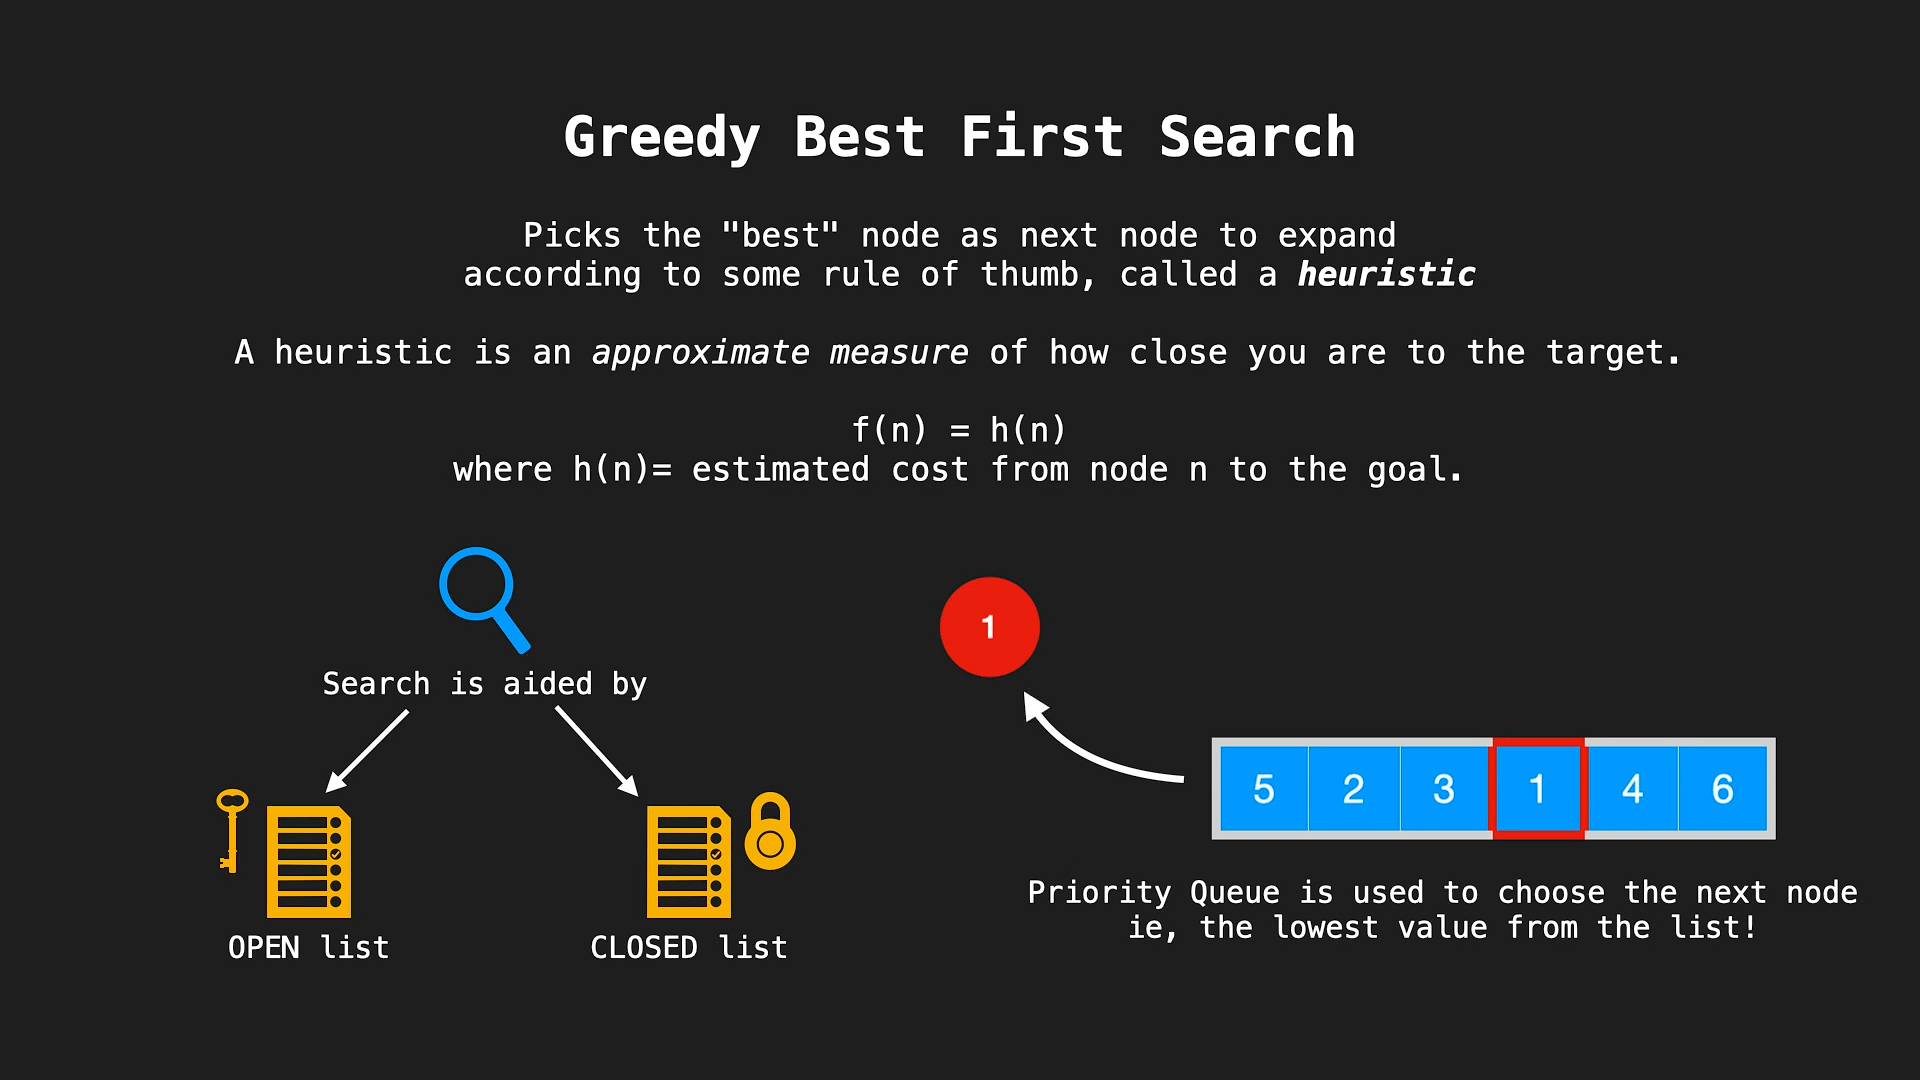 Greedy Best First Search
Picks the "best" node as next node to expand
according to some rule of thumb, called a heuristic
A heuristic is an approximate measure of how close you are to the target.
f(n) = h(n)
where h(n)= estimated cost from node n to the goal.
Search is aided by
OPEN list
CLOSED list
1
5 2 3 1 4 6
Priority Queue is used to choose the next node
ie, the lowest value from the list!